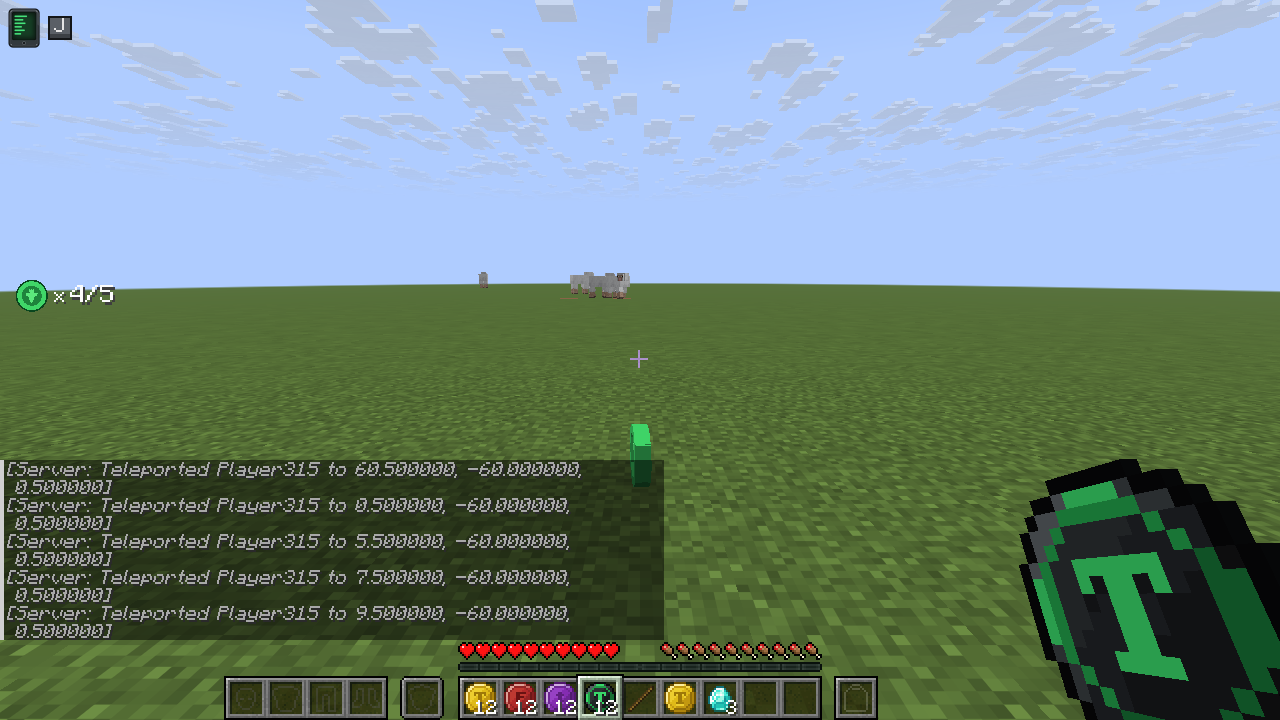 J
x 4/5
[Server: Teleported Player315 to 60.500000, -60.000000,
0.500000]
[Server: Teleported Player315 to 0.500000, -60.000000,
0.500000]
[Server: Teleported Player315 to 5.500000, -60.000000,
0.500000]
[Server: Teleported Player315 to 7.500000, -60.000000,
0.500000]
[Server: Teleported Player315 to 9.500000, -60.000000,
0.500000]
T
T 12 F 12 T 12 T 12 T 3